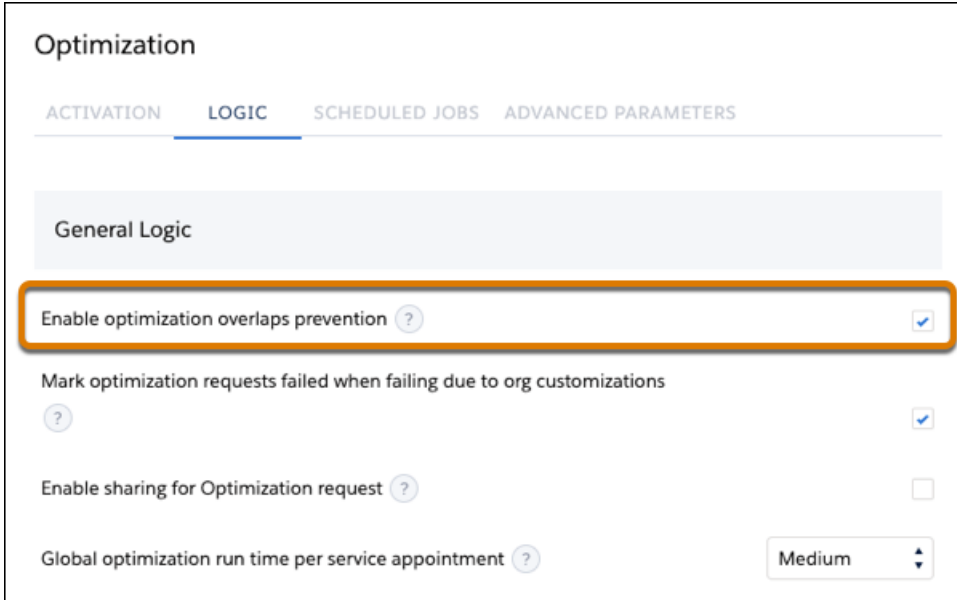 Optimization
ACTIVATION LOGIC SCHEDULED JOBS ADVANCED PARAMETERS
General Logic
Enable optimization overlaps prevention ?
Mark optimization requests failed when failing due to org customizations
?
Enable sharing for Optimization request ?
Global optimization run time per service appointment ? Medium